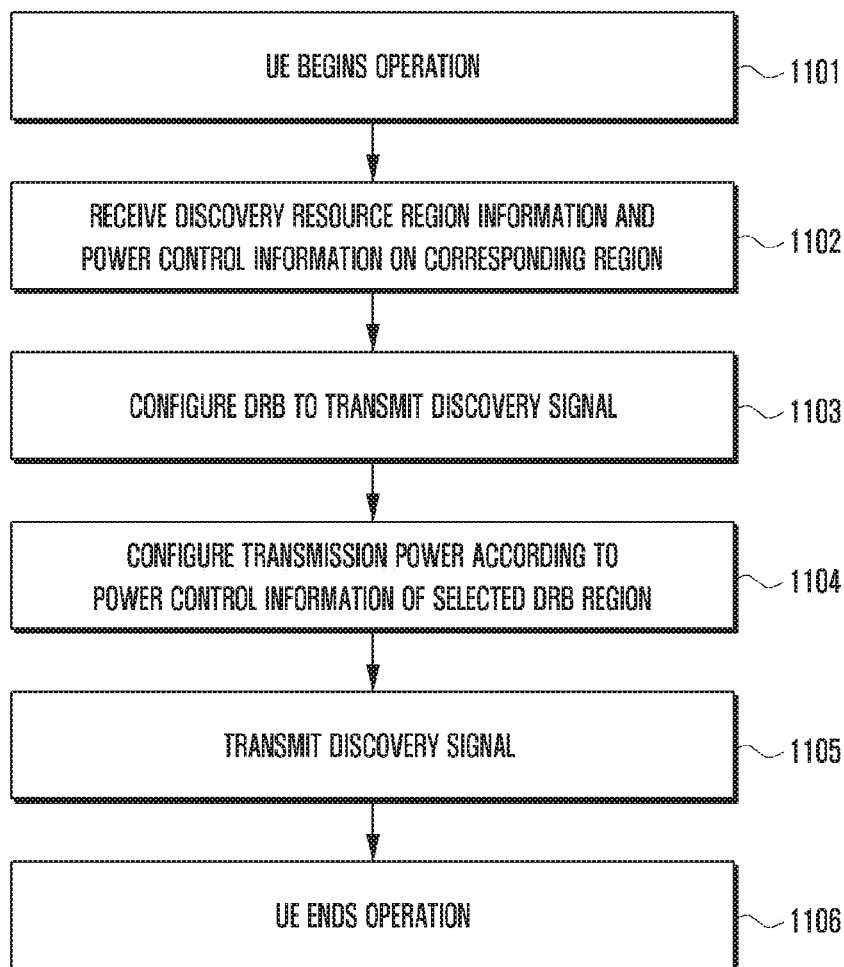 UE BEGINS OPERATION
1101
RECEIVE DISCOVERY RESOURCE REGION INFORMATION AND
POWER CONTROL INFORMATION ON CORRESPONDING REGION
1102
CONFIGURE DRB TO TRANSMIT DISCOVERY SIGNAL
1103
CONFIGURE TRANSMISSION POWER ACCORDING TO
POWER CONTROL INFORMATION OF SELECTED DRB REGION
1104
TRANSMIT DISCOVERY SIGNAL
1105
UE ENDS OPERATION
1106